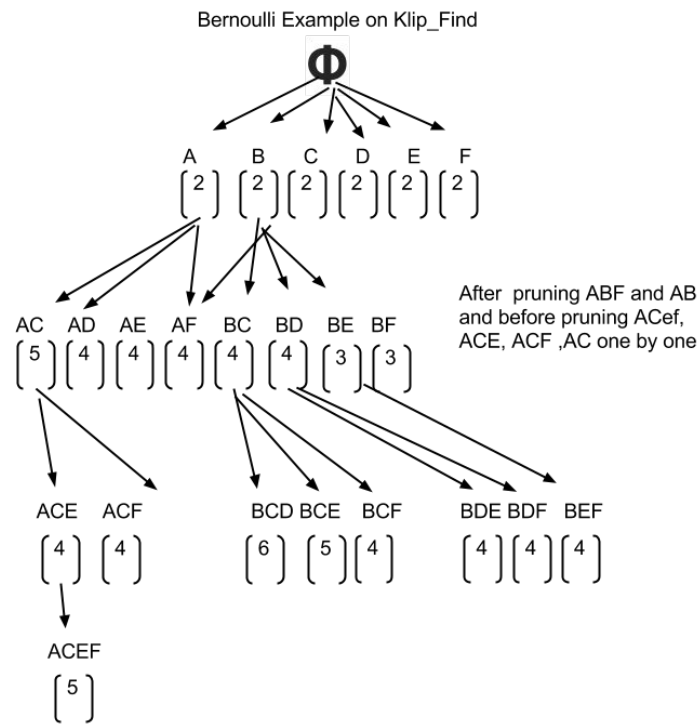 Bernoulli Example on Klip_Find
Φ
A B C D E F
2 2 2 2 2 2
After pruning ABF and AB
and before pruning ACef,
ACE, ACF ,AC one by one
AC AD AE AF BC BD BE BF
5 4 4 4 4 4 3 3
ACE ACF BCD BCE BCF BDE BDF BEF
4 4 6 5 4 4 4 4
ACEF
5